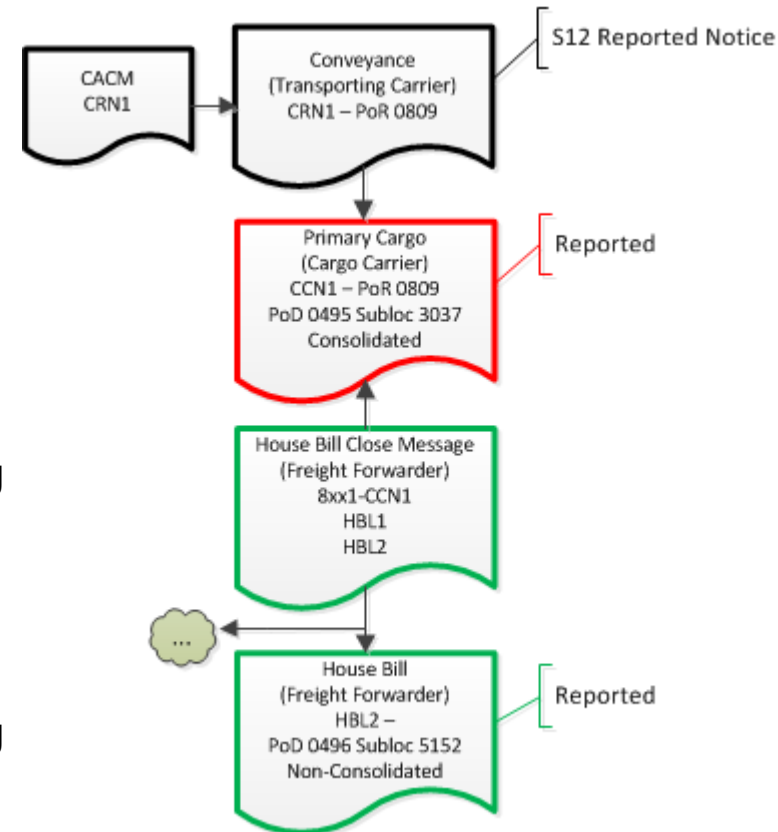 S12 Reported Notice
CACM
CRN1
Conveyance
(Transporting Carrier)
CRN1 – PoR 0809
Primary Cargo
(Cargo Carrier)
CCN1 – PoR 0809
PoD 0495 Subloc 3037
Consolidated
Reported
House Bill Close Message
(Freight Forwarder)
8xx1-CCN1
HBL1
HBL2
...
House Bill
(Freight Forwarder)
HBL2 –
PoD 0496 Subloc 5152
Non-Consolidated
Reported